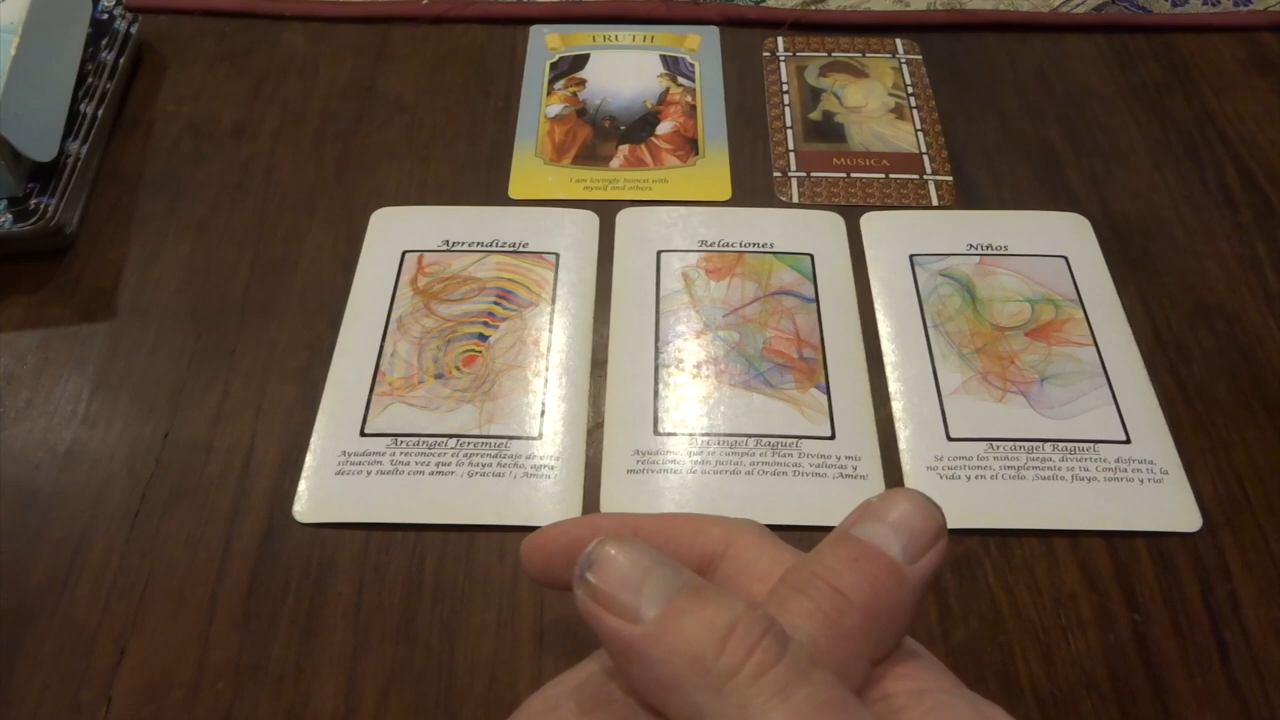 TRUTH
I am lovingly honest with
myself and others.
MÚSICA
Aprendizaje
Arcángel Jeremiel:
Ayúdame a reconocer el aprendizaje de esta
situación. Una vez que lo haya hecho, agra-
dezco y suelto con amor. ¡ Gracias ! ¡ Amén !
Relaciones
Arcángel Raguel:
Ayúdame, que se cumpla el Plan Divino y mis
relaciones sean justas, armónicas, valiosas y
motivantes de acuerdo al Orden Divino. ¡Amén!
Niños
Arcángel Raguel:
Sé como los niños: juega, diviértete, disfruta,
no cuestiones, simplemente se tú. Confía en ti, la
Vida y en el Cielo. ¡Suelto, fluyo, sonrío y río!